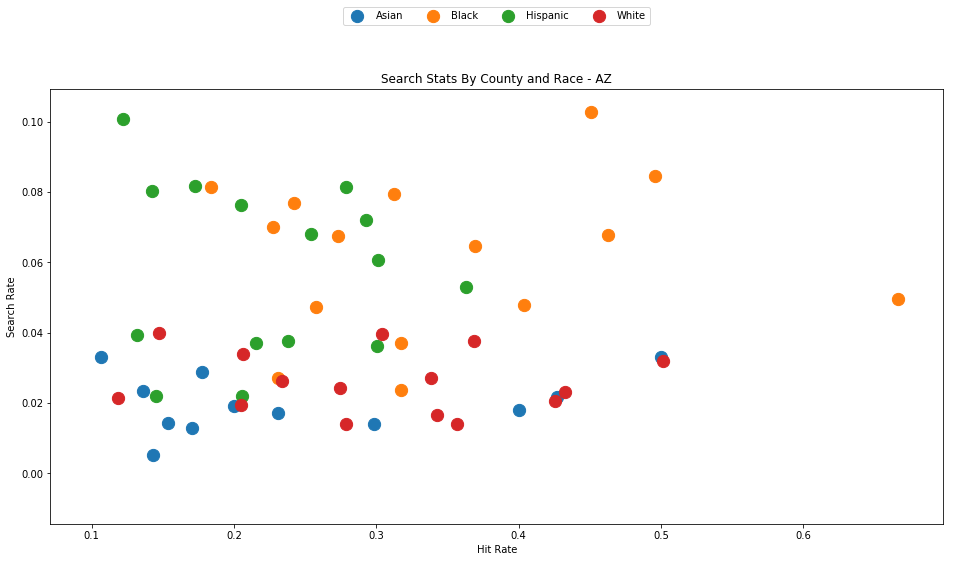 Asian Black Hispanic White
Search Stats By County and Race - AZ
0.10
0.08
0.06
0.04
0.02
0.00
Search Rate
0.1 0.2 0.3 0.4 0.5 0.6
Hit Rate